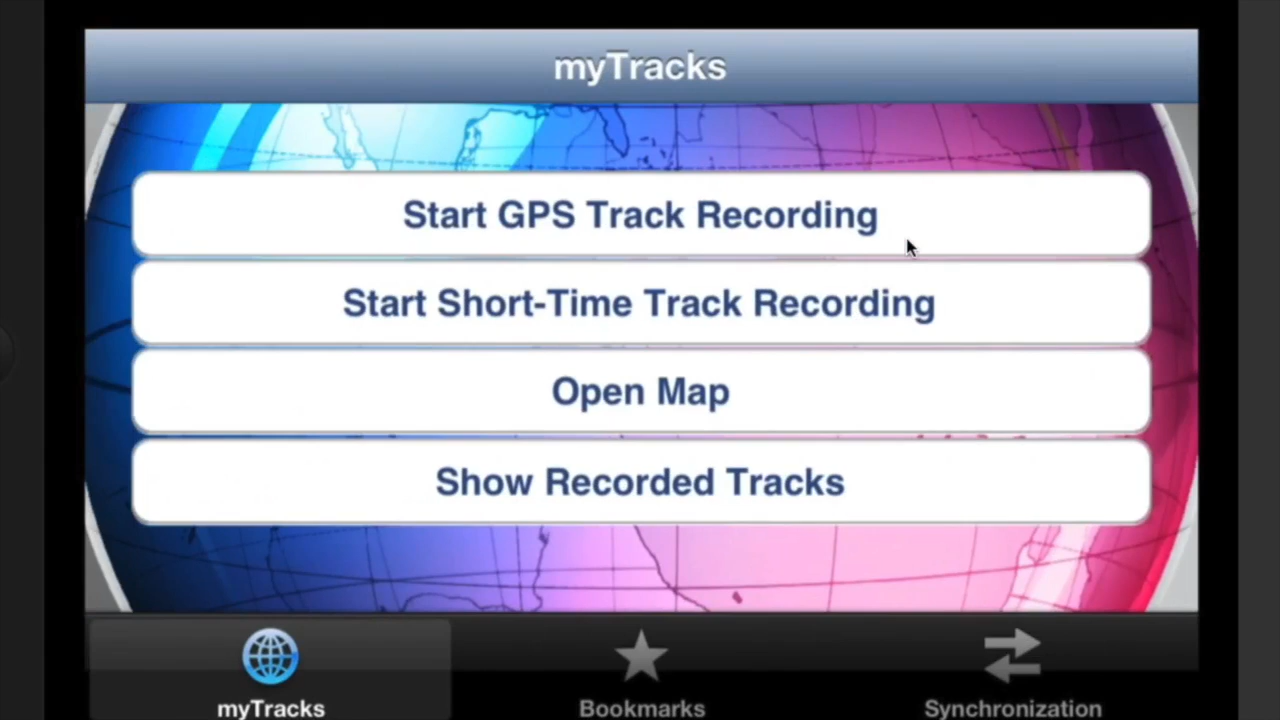 myTracks
Start GPS Track Recording
Start Short-Time Track Recording
Open Map
Show Recorded Tracks
myTracks
Bookmarks
Synchronization